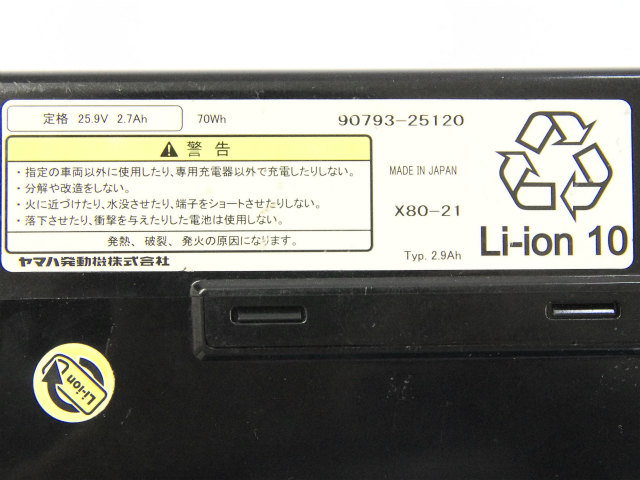 定格 25.9V 2.7Ah 70Wh 90793-25120
警告
・指定の車両以外に使用したり、専用充電器以外で充電したりしない。
・分解や改造をしない。
・火に近づけたり、水没させたり、端子をショートさせたりしない。
・落下させたり、衝撃を与えたりした電池は使用しない。
発熱、破裂、発火の原因になります。
ヤマハ発動機株式会社
MADE IN JAPAN
X80-21
Typ. 2.9Ah
Li-ion 10
Li-ion